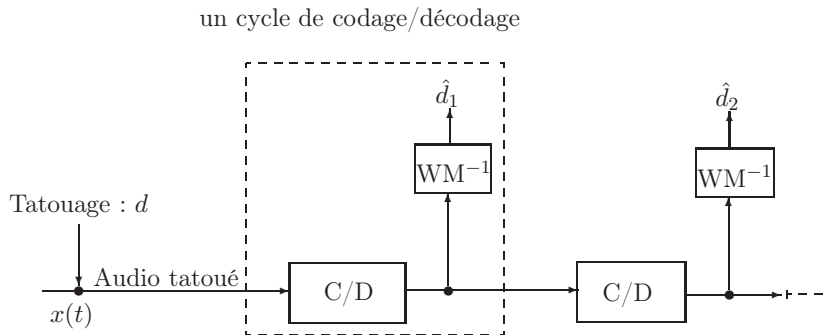 un cycle de codage/décodage
d̂₁
d̂₂
WM⁻¹
WM⁻¹
Tatouage : d
Audio tatoué
C/D
C/D
x(t)